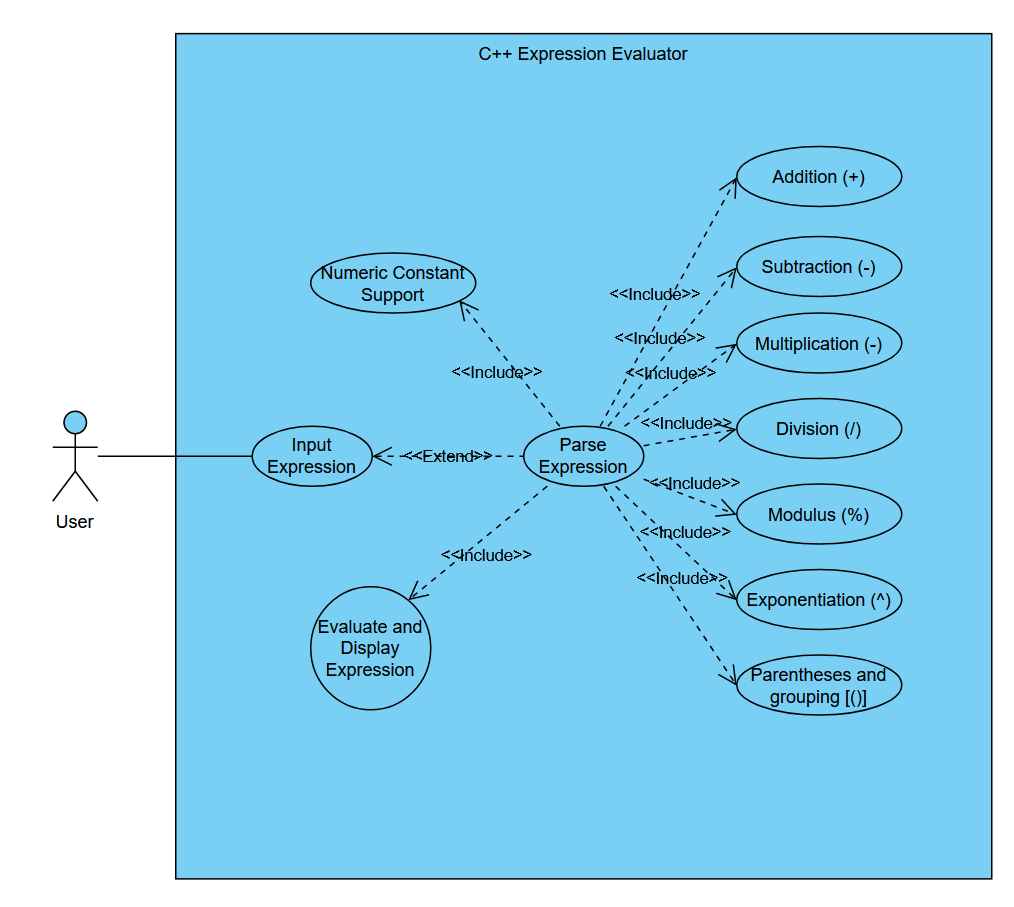 C++ Expression Evaluator
Addition (+)
Subtraction (-)
Numeric Constant
Support
<<Include>>
<<Include>>
Multiplication (-)
<<Include>>
<<Include>>
<<Include>>
Division (/)
User
Input
Expression
<<Extend>>
Parse
Expression
<<Include>>
Modulus (%)
<<Include>>
<<Include>>
<<Include>>
Exponentiation (^)
Evaluate and
Display
Expression
Parentheses and
grouping [()]